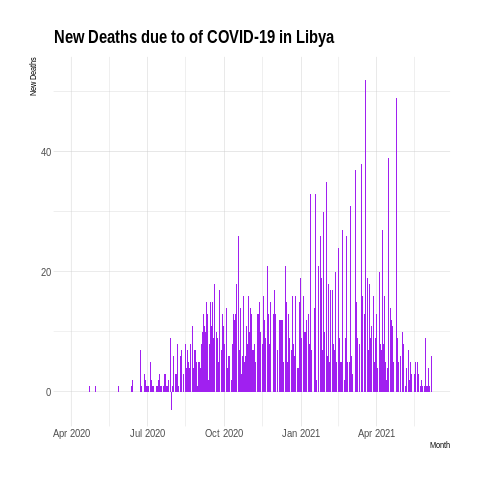 New Deaths due to of COVID-19 in Libya
New Deaths
40
20
0
Apr 2020 Jul 2020 Oct 2020 Jan 2021 Apr 2021
Month